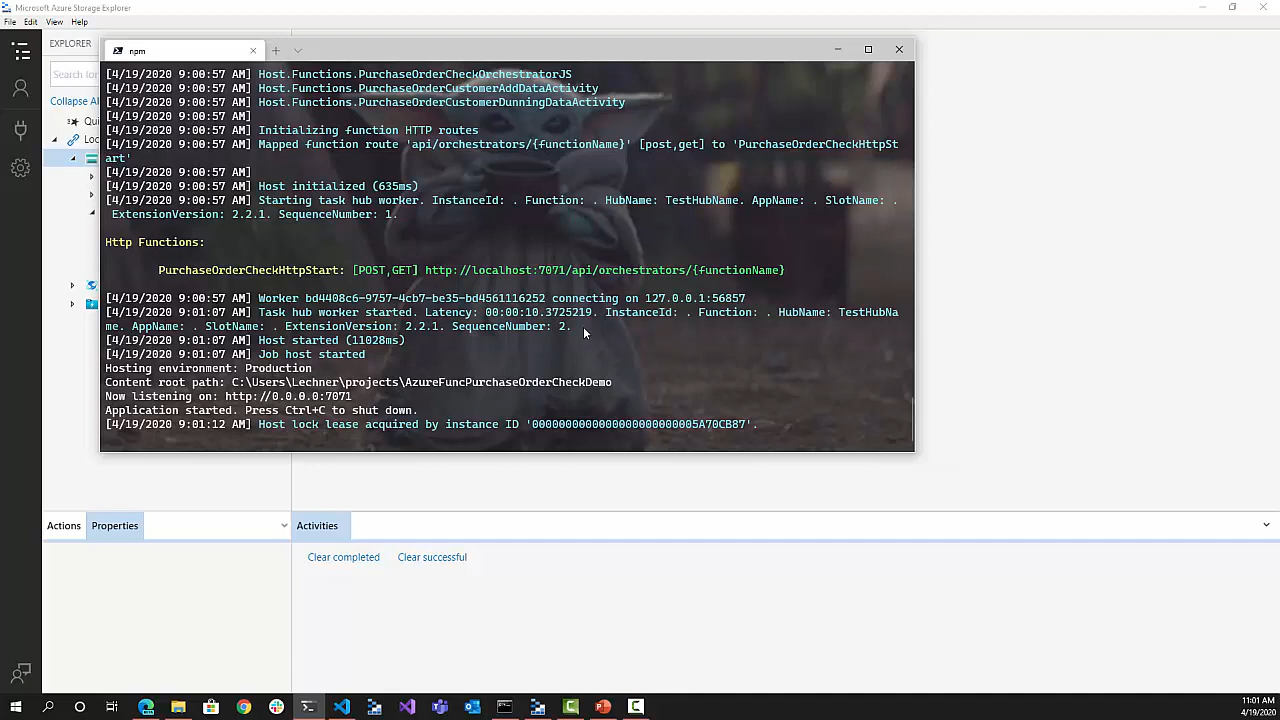 Microsoft Azure Storage Explorer
File Edit View Help
EXPLORER
Search for
Collapse Al
Qui
Loc
npm
[4/19/2020 9:00:57 AM] Host.Functions.PurchaseOrderCheckOrchestratorJS
[4/19/2020 9:00:57 AM] Host.Functions.PurchaseOrderCustomerAddDataActivity
[4/19/2020 9:00:57 AM] Host.Functions.PurchaseOrderCustomerDunningDataActivity
[4/19/2020 9:00:57 AM]
[4/19/2020 9:00:57 AM] Initializing function HTTP routes
[4/19/2020 9:00:57 AM] Mapped function route 'api/orchestrators/{functionName}' [post,get] to 'PurchaseOrderCheckHttpSt
art'
[4/19/2020 9:00:57 AM]
[4/19/2020 9:00:57 AM] Host initialized (635ms)
[4/19/2020 9:00:57 AM] Starting task hub worker. InstanceId: . Function: . HubName: TestHubName. AppName: . SlotName: .
ExtensionVersion: 2.2.1. SequenceNumber: 1.
Http Functions:
PurchaseOrderCheckHttpStart: [POST,GET] http://localhost:7071/api/orchestrators/{functionName}
[4/19/2020 9:00:57 AM] Worker bd4408c6-9757-4cb7-be35-bd4561116252 connecting on 127.0.0.1:56857
[4/19/2020 9:01:07 AM] Task hub worker started. Latency: 00:00:10.3725219. InstanceId: . Function: . HubName: TestHubNa
me. AppName: . SlotName: . ExtensionVersion: 2.2.1. SequenceNumber: 2.
[4/19/2020 9:01:07 AM] Host started (11028ms)
[4/19/2020 9:01:07 AM] Job host started
Hosting environment: Production
Content root path: C:\Users\Lechner\projects\AzureFuncPurchaseOrderCheckDemo
Now listening on: http://0.0.0.0:7071
Application started. Press Ctrl+C to shut down.
[4/19/2020 9:01:12 AM] Host lock lease acquired by instance ID '0000000000000000000000005A70CB87'.
Actions Properties
Activities
Clear completed Clear successful
11:01 AM
4/19/2020